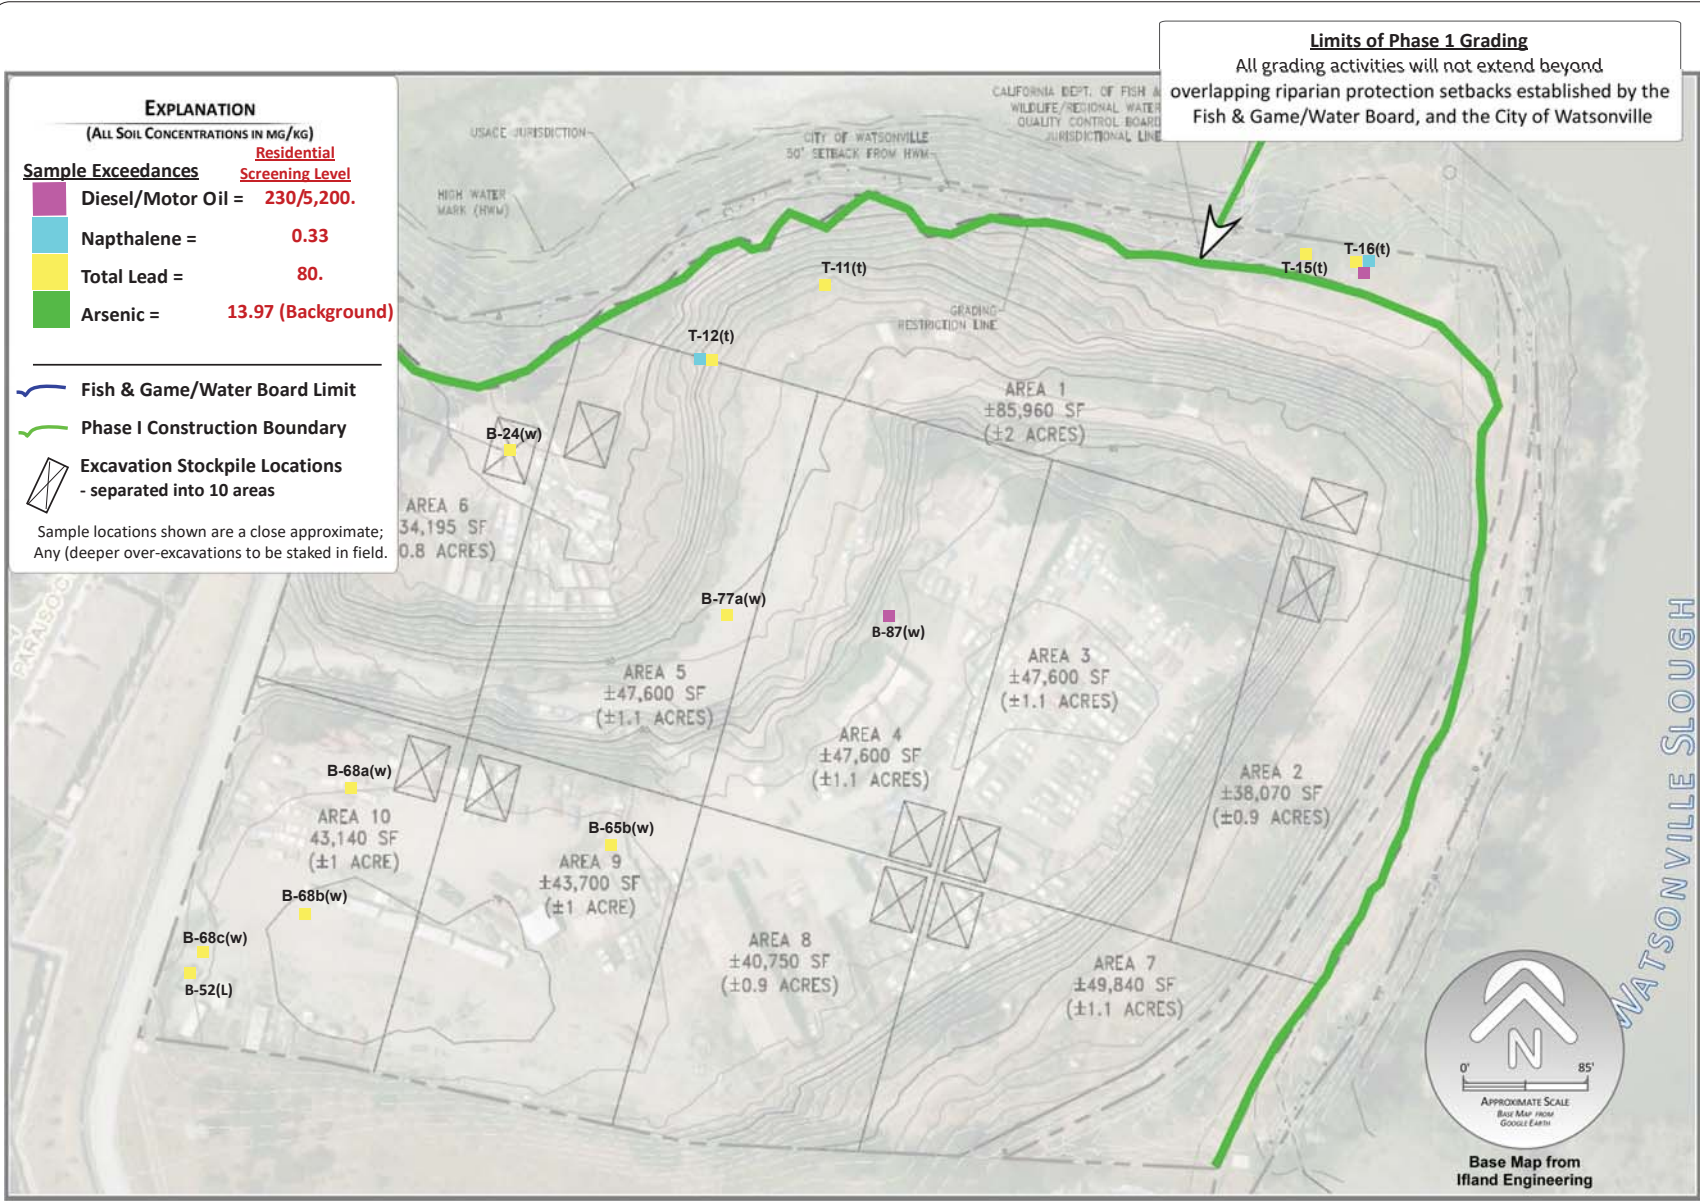 Limits of Phase 1 Grading
All grading activities will not extend beyond
overlapping riparian protection setbacks established by the
Fish & Game/Water Board, and the City of Watsonville
EXPLANATION
(ALL SOIL CONCENTRATIONS IN MG/KG)
Sample Exceedances
Residential
Screening Level
Diesel/Motor Oil = 230/5,200.
Napthalene = 0.33
Total Lead = 80.
Arsenic = 13.97 (Background)
Fish & Game/Water Board Limit
Phase I Construction Boundary
Excavation Stockpile Locations
- separated into 10 areas
Sample locations shown are a close approximate;
Any (deeper over-excavations to be staked in field.
USACE JURISDICTION
HIGH WATER
MARK (HWM)
CITY OF WATSONVILLE
50' SETBACK FROM HWM
CALIFORNIA DEPT. OF FISH &
WILDLIFE/REGIONAL WATER
QUALITY CONTROL BOARD
JURISDICTIONAL LINE
T-11(t)
T-15(t)
T-16(t)
GRADING
RESTRICTION LINE
T-12(t)
AREA 1
±85,960 SF
(±2 ACRES)
B-24(w)
AREA 6
34,195 SF
0.8 ACRES)
B-77a(w)
B-87(w)
PARAISO C
AREA 5
±47,600 SF
(±1.1 ACRES)
AREA 3
±47,600 SF
(±1.1 ACRES)
AREA 4
±47,600 SF
(±1.1 ACRES)
AREA 2
±38,070 SF
(±0.9 ACRES)
WATSONVILLE SLOUGH
B-68a(w)
AREA 10
43,140 SF
(±1 ACRE)
B-65b(w)
AREA 9
±43,700 SF
(±1 ACRE)
B-68b(w)
B-68c(w)
B-52(L)
AREA 8
±40,750 SF
(±0.9 ACRES)
AREA 7
±49,840 SF
(±1.1 ACRES)
N
0' 85'
APPROXIMATE SCALE
BASE MAP FROM
GOOGLE EARTH
Base Map from
Ifland Engineering